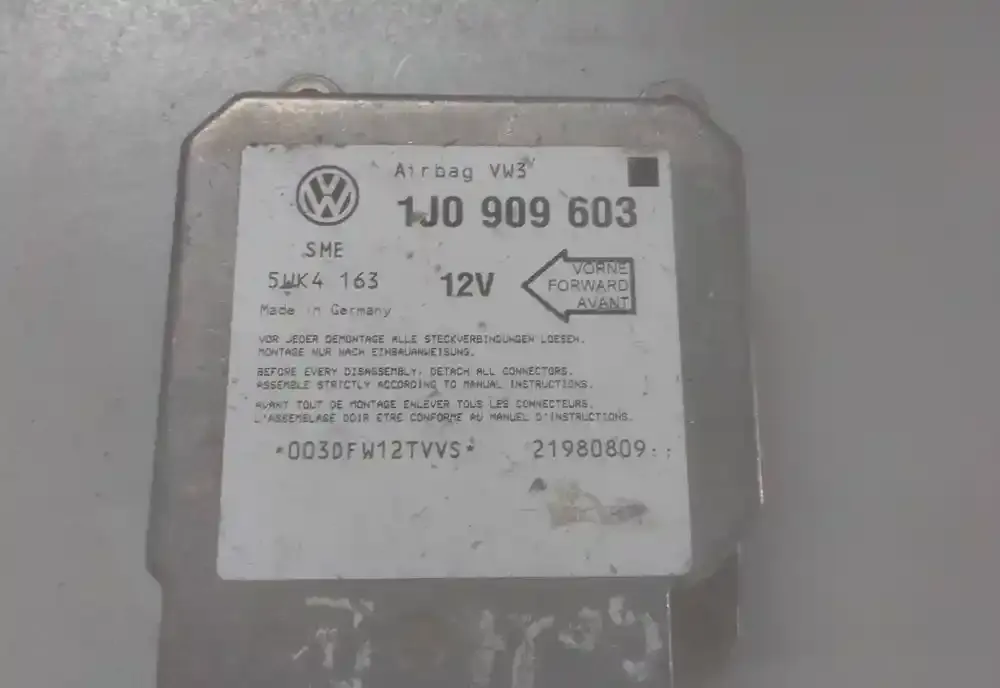 Airbag VW3
1J0 909 603
SME
5WK4 163
12V
VORNE
FORWARD
AVANT
Made in Germany
VOR JEDER DEMONTAGE ALLE STECKVERBINDUNGEN LOESEN.
MONTAGE NUR NACH EINBAUANWEISUNG.
BEFORE EVERY DISASSEMBLY, DETACH ALL CONNECTORS.
ASSEMBLE STRICTLY ACCORDING TO MANUAL INSTRUCTIONS.
AVANT TOUT DE MONTAGE ENLEVER TOUS LES CONNECTEURS.
L'ASSEMBLAGE DOIR ETRE CONFORME AU MANUEL D'INSTRUCTIONS.
*003DFW12TVVS*
21980809